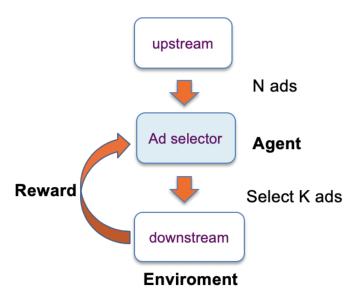 upstream
N ads
Ad selector
Agent
Reward
Select K ads
downstream
Enviroment